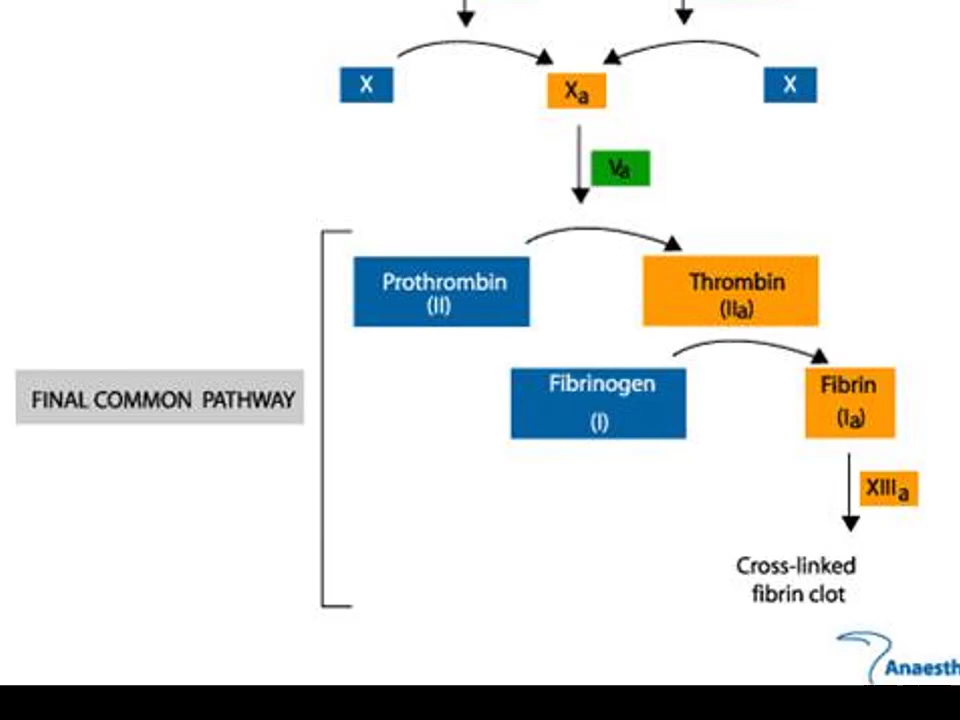 X
Xa
X
Va
Prothrombin
(II)
Thrombin
(IIa)
FINAL COMMON PATHWAY
Fibrinogen
(I)
Fibrin
(Ia)
XIIIa
Cross-linked
fibrin clot
Anaesth